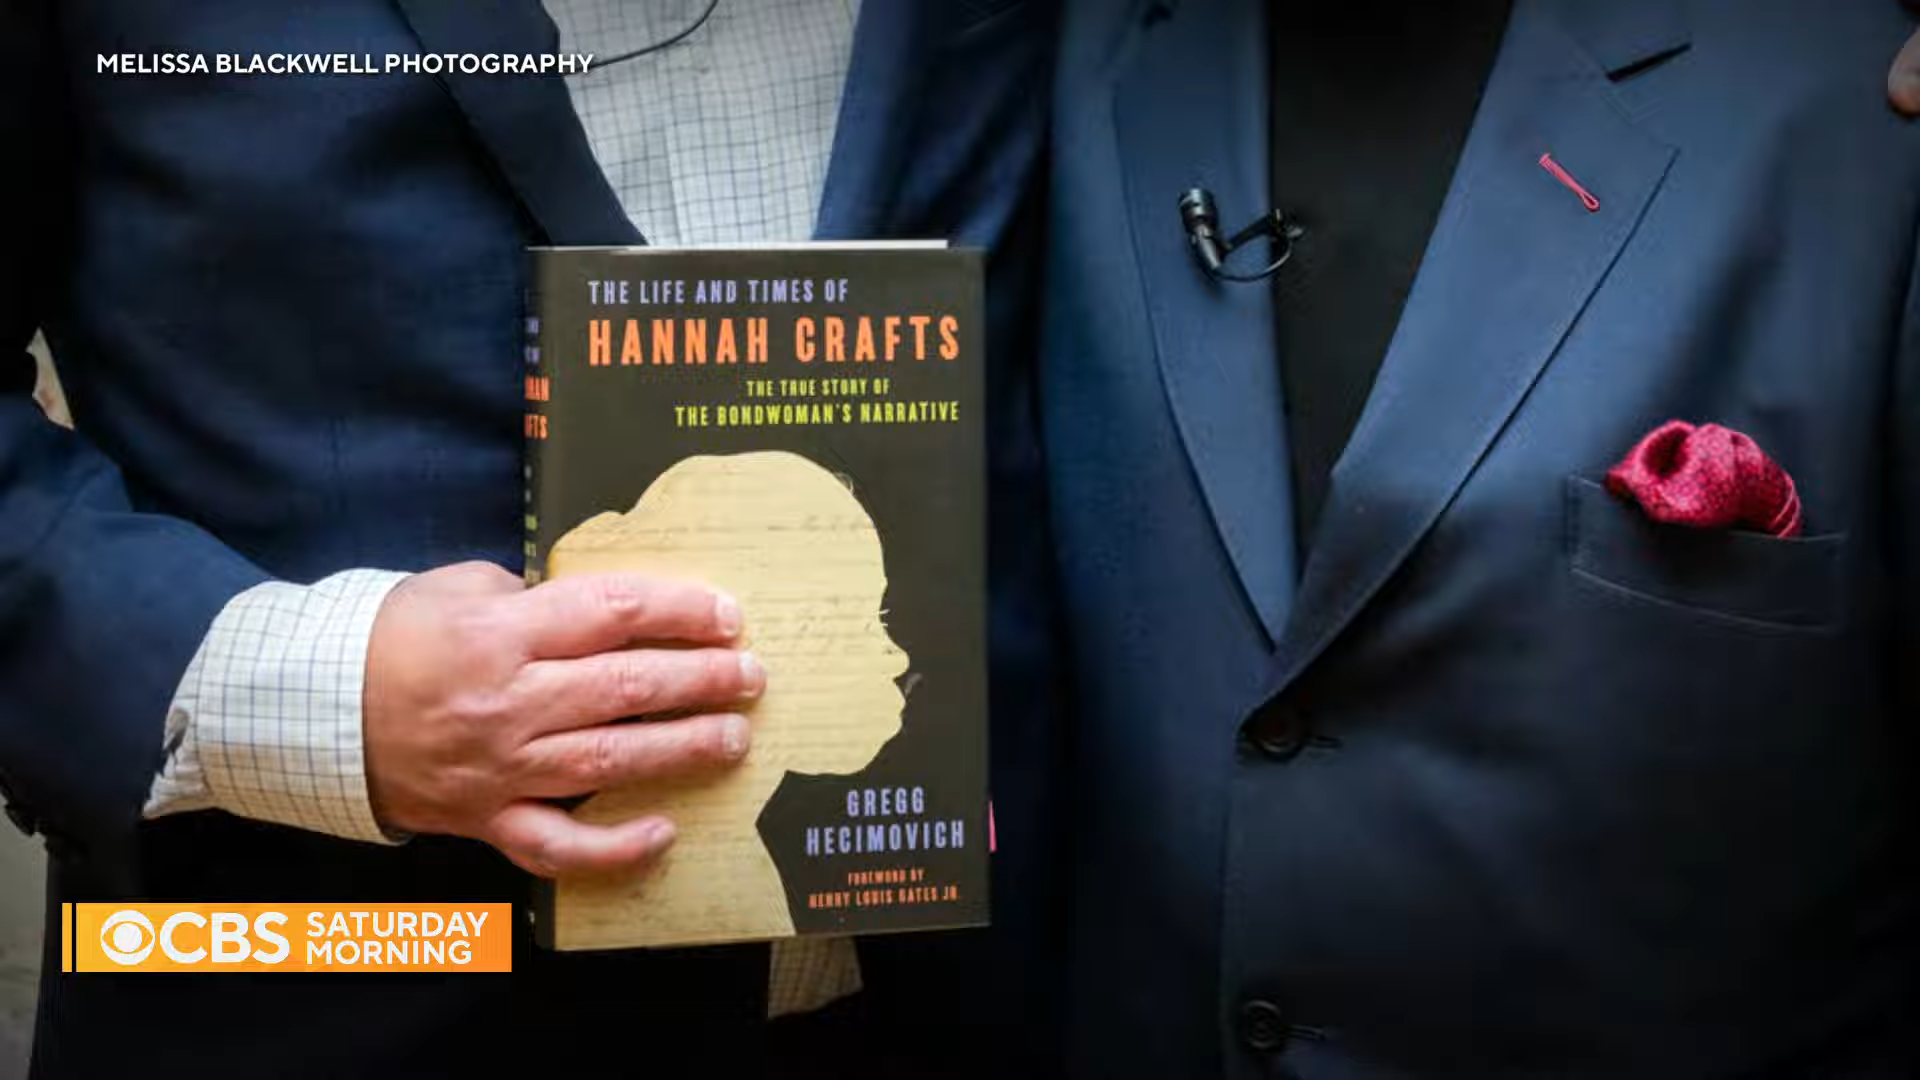 MELISSA BLACKWELL PHOTOGRAPHY
THE LIFE AND TIMES OF
HANNAH CRAFTS
THE TRUE STORY OF
THE BONDWOMAN'S NARRATIVE
GREGG
HECIMOVICH
FOREWORD BY
HENRY LOUIS GATES JR
CBS SATURDAY
MORNING